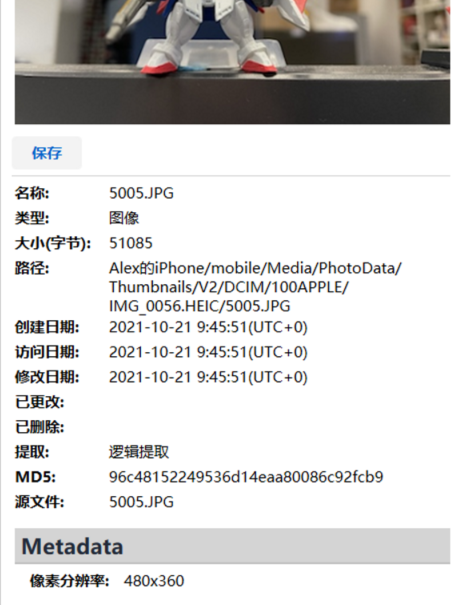 保存
名称: 5005.JPG
类型: 图像
大小(字节): 51085
路径: Alex的iPhone/mobile/Media/PhotoData/
Thumbnails/V2/DCIM/100APPLE/
IMG_0056.HEIC/5005.JPG
创建日期: 2021-10-21 9:45:51(UTC+0)
访问日期: 2021-10-21 9:45:51(UTC+0)
修改日期: 2021-10-21 9:45:51(UTC+0)
已更改:
已删除:
提取: 逻辑提取
MD5: 96c48152249536d14eaa80086c92fcb9
源文件: 5005.JPG
Metadata
像素分辨率: 480x360